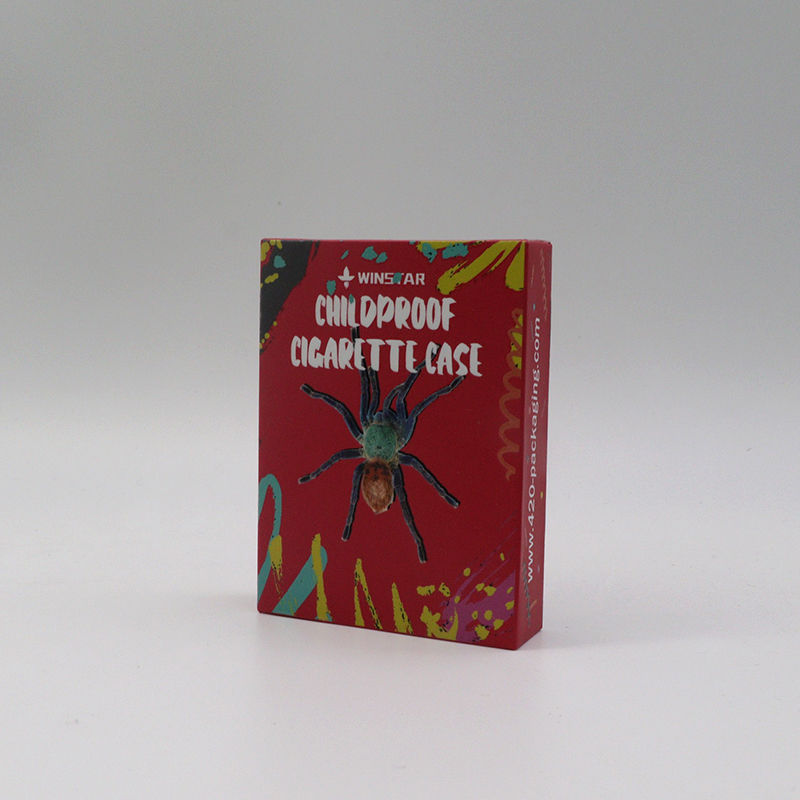 WINSTAR
CHILDPROOF
CIGARETTE CASE
www.420-packaging.com